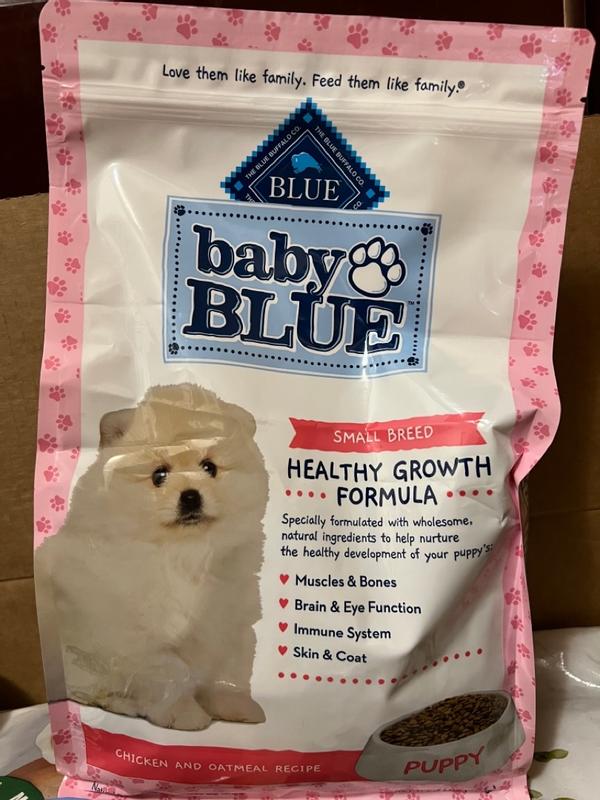 Love them like family. Feed them like family.®
THE BLUE BUFFALO CO. THE BLUE BUFFALO CO.
BLUE
baby
BLUE™
SMALL BREED
HEALTHY GROWTH
FORMULA
Specially formulated with wholesome,
natural ingredients to help nurture
the healthy development of your puppy's:
Muscles & Bones
Brain & Eye Function
Immune System
Skin & Coat
CHICKEN AND OATMEAL RECIPE
PUPPY